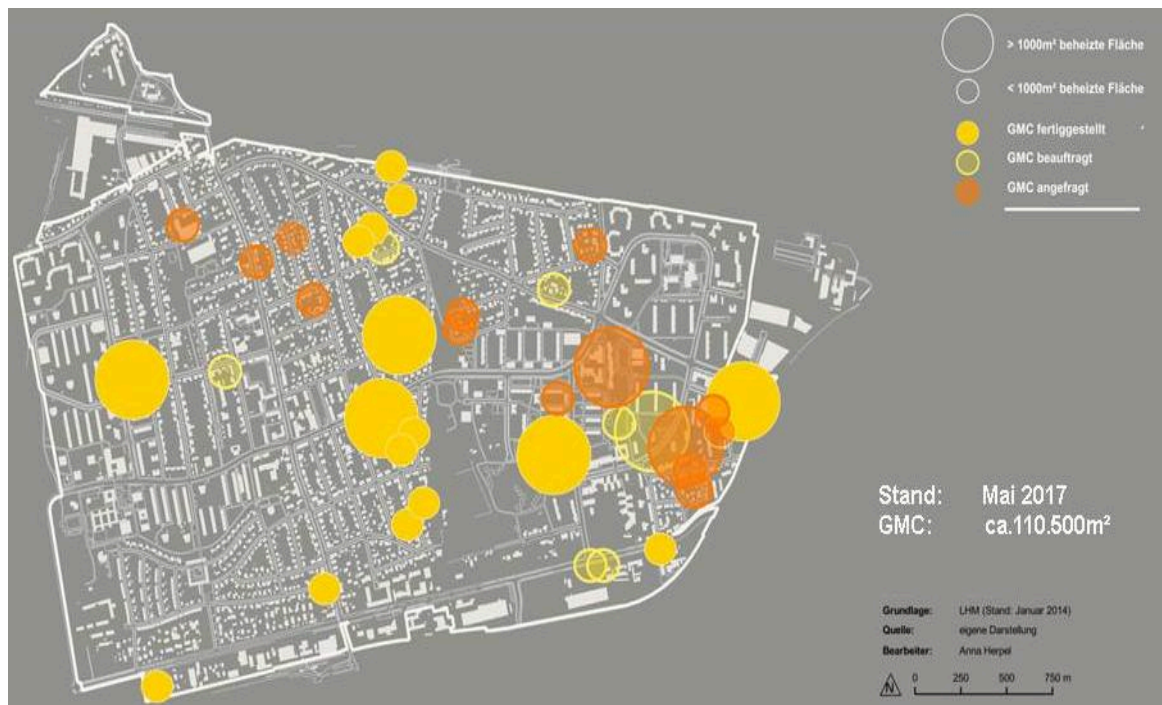 > 1000m² beheizte Fläche
< 1000m² beheizte Fläche
GMC fertiggestellt
GMC beauftragt
GMC angefragt
Stand: Mai 2017
GMC: ca.110.500m²
Grundlage: LHM (Stand: Januar 2014)
Quelle: eigene Darstellung
Bearbeiter: Anna Herpel
N 0 250 500 750 m